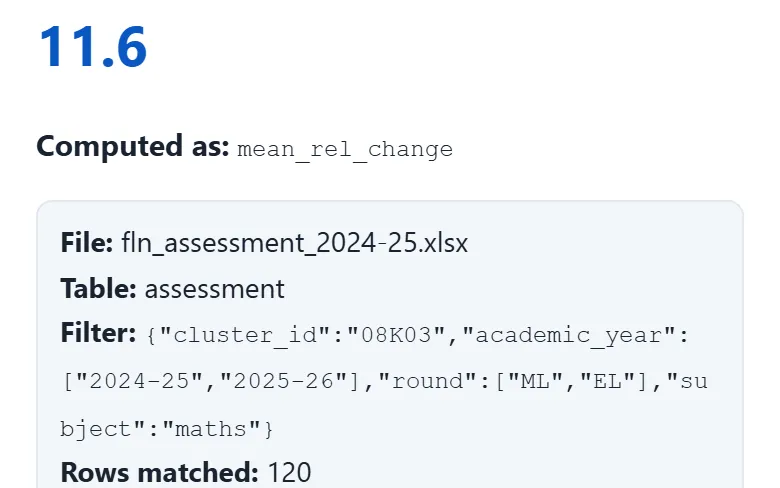 11.6
Computed as: mean_rel_change
File: fln_assessment_2024-25.xlsx
Table: assessment
Filter: {"cluster_id":"08K03","academic_year":
["2024-25","2025-26"],"round":["ML","EL"],"su
bject":"maths"}
Rows matched: 120